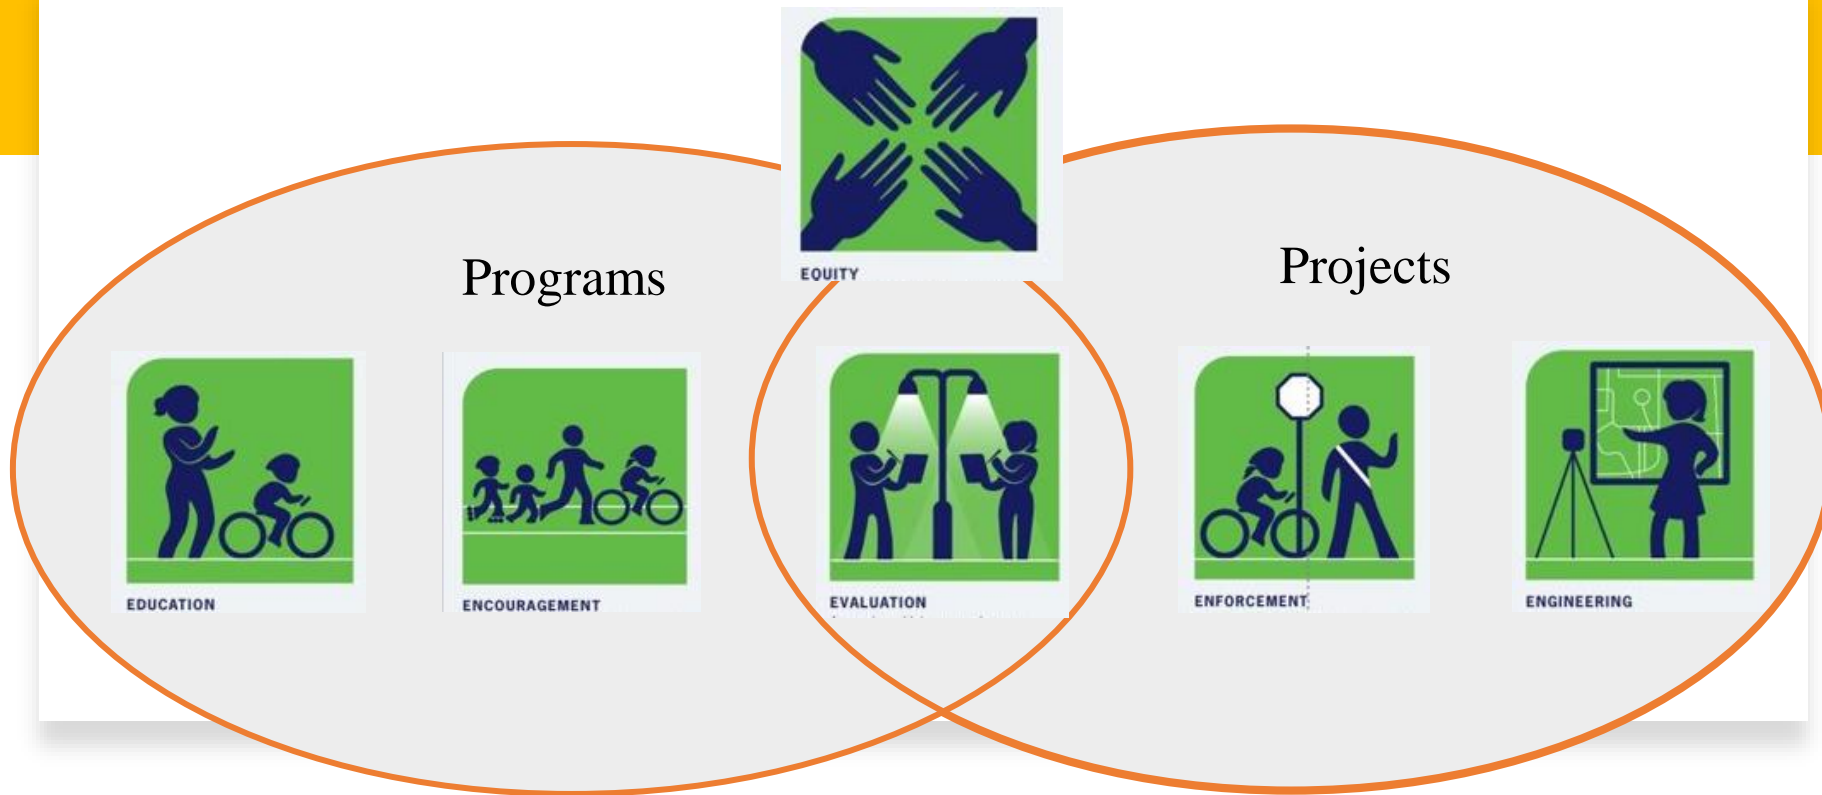 EQUITY
Programs
Projects
EDUCATION
ENCOURAGEMENT
EVALUATION
ENFORCEMENT
ENGINEERING